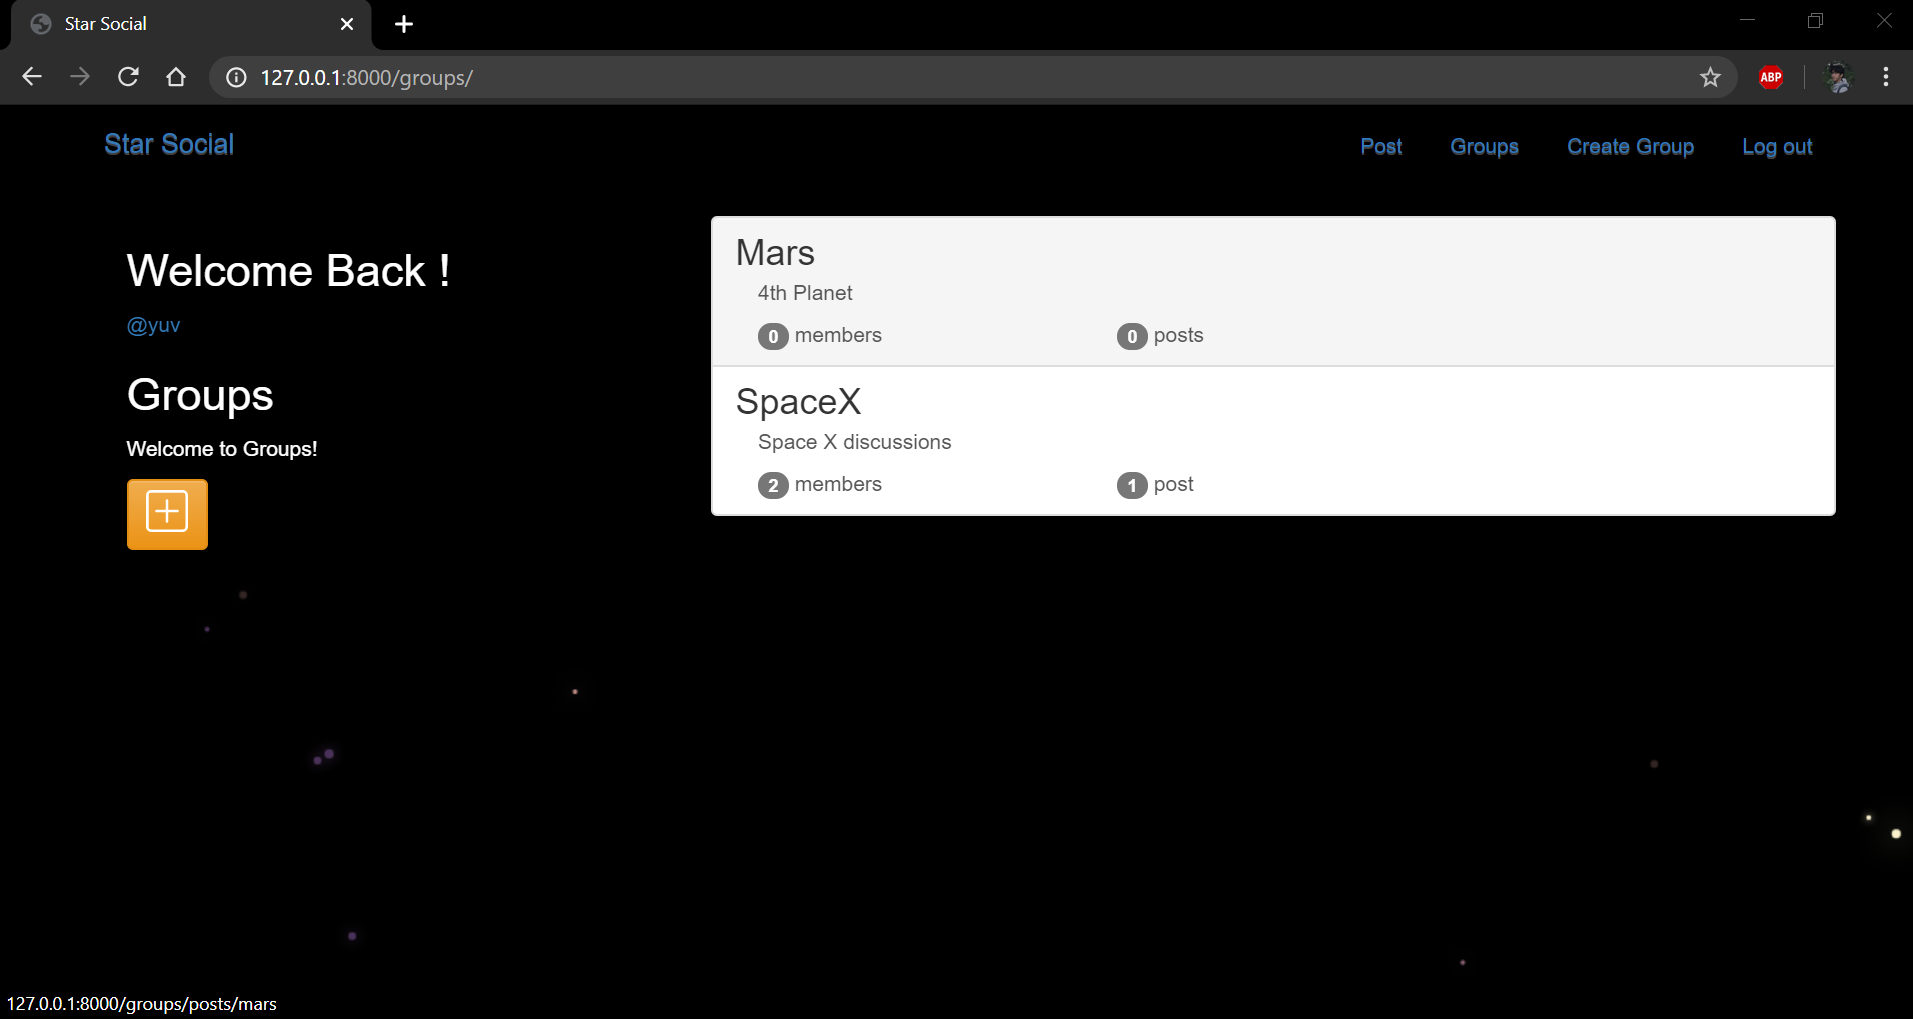 Star Social
127.0.0.1:8000/groups/
ABP
Star Social
Post Groups Create Group Log out
Welcome Back !
@yuv
Groups
Welcome to Groups!
Mars
4th Planet
0 members 0 posts
SpaceX
Space X discussions
2 members 1 post
127.0.0.1:8000/groups/posts/mars